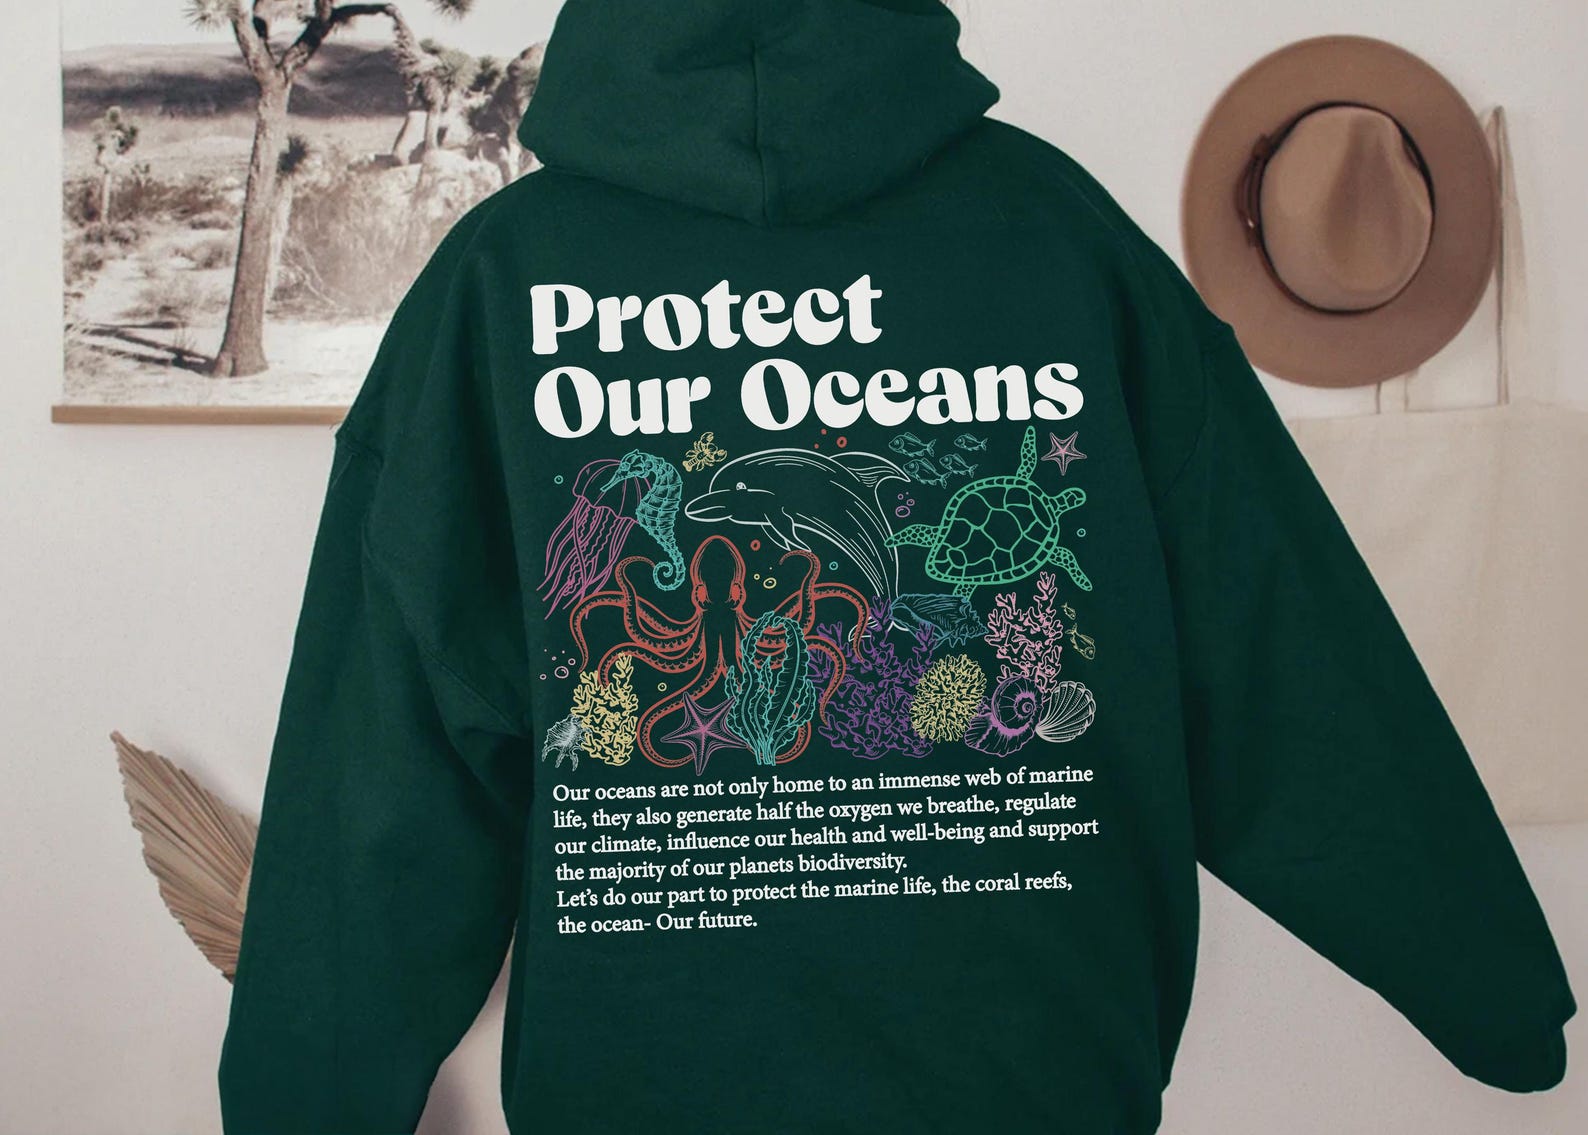 Protect
Our Oceans
Our oceans are not only home to an immense web of marine
life, they also generate half the oxygen we breathe, regulate
our climate, influence our health and well-being and support
the majority of our planets biodiversity.
Let's do our part to protect the marine life, the coral reefs,
the ocean- Our future.